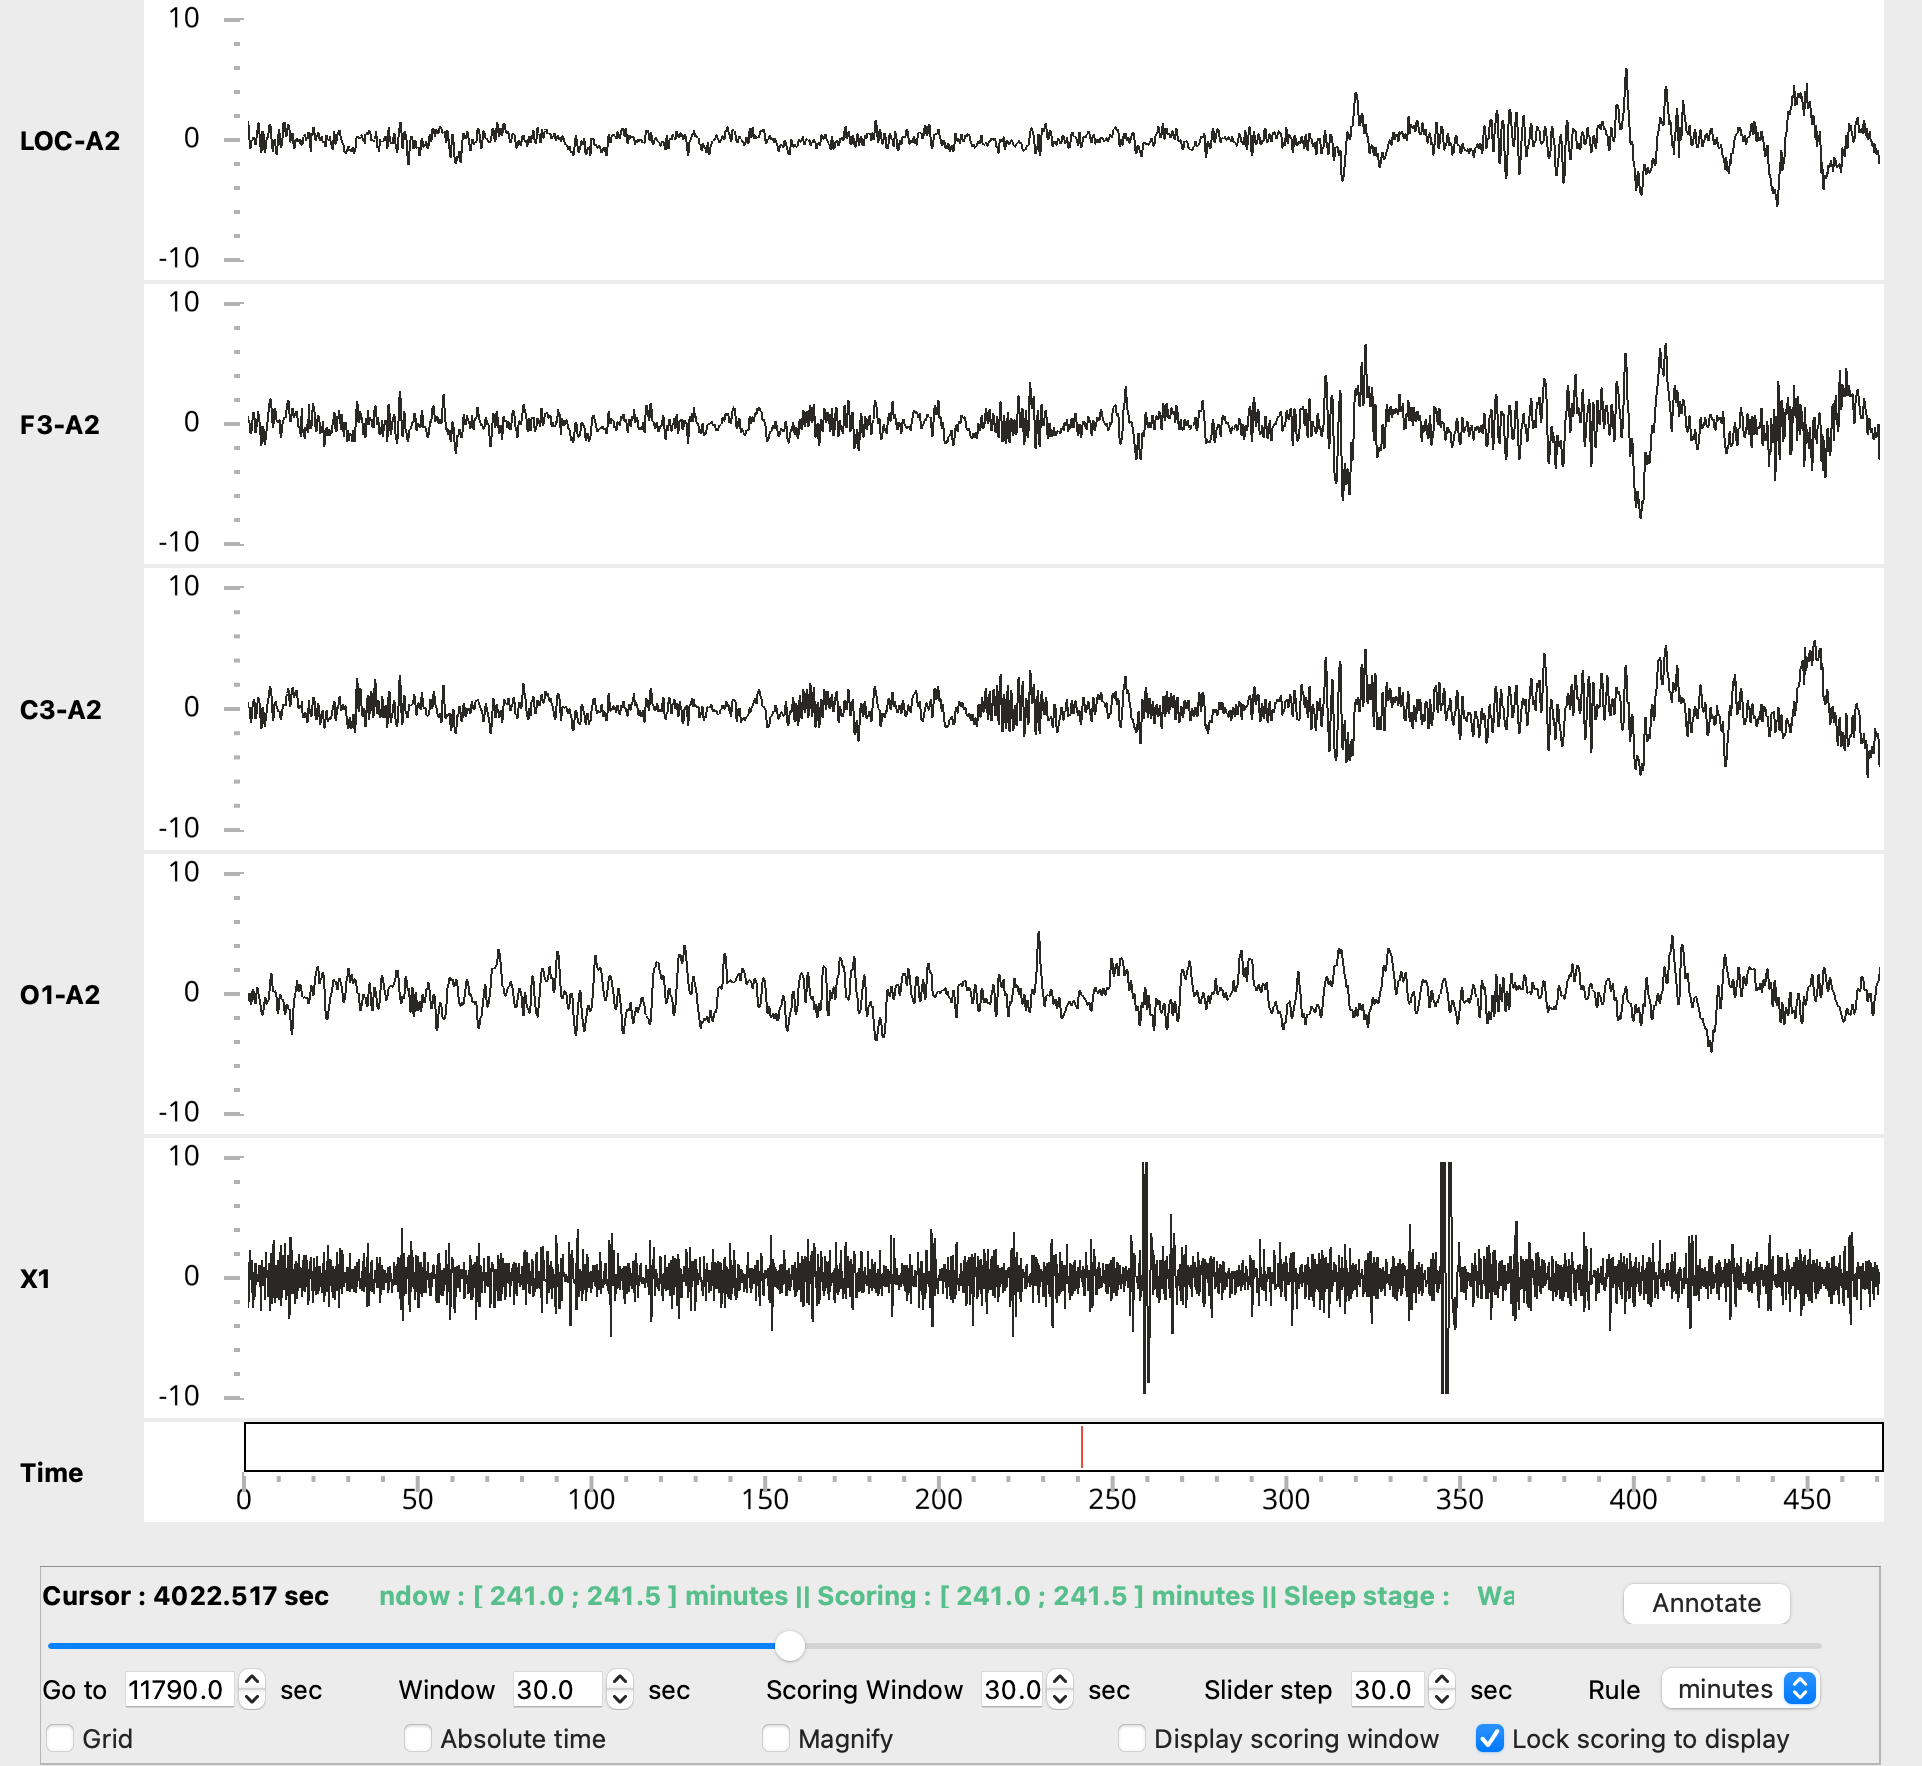 10
LOC-A2
0
-10
10
F3-A2
0
-10
10
C3-A2
0
-10
10
O1-A2
0
-10
10
X1
0
-10
Time
0 50 100 150 200 250 300 350 400 450
Cursor : 4022.517 sec ndow : [ 241.0 ; 241.5 ] minutes || Scoring : [ 241.0 ; 241.5 ] minutes || Sleep stage : Wa Annotate
Go to 11790.0 sec Window 30.0 sec Scoring Window 30.0 sec Slider step 30.0 sec Rule minutes
Grid Absolute time Magnify Display scoring window Lock scoring to display